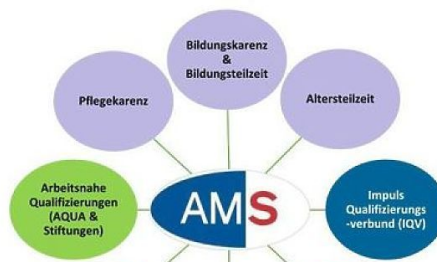 Bildungskarenz
&
Bildungsteilzeit
Pflegekarenz
Altersteilzeit
Arbeitsnahe
Qualifizierungen
(AQUA &
Stiftungen)
AMS
Impuls
Qualifizierungs
-verbund (IQV)